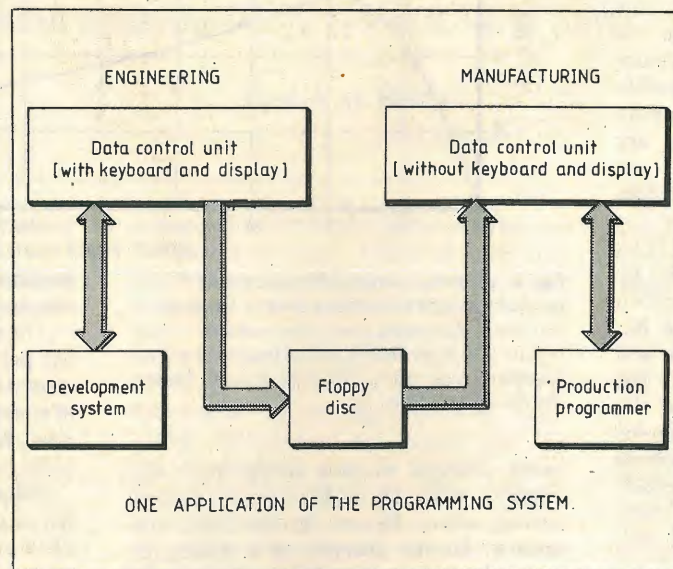 ENGINEERING
MANUFACTURING
Data control unit
[with keyboard and display]
Data control unit
[without keyboard and display]
Development
system
Floppy
disc
Production
programmer
ONE APPLICATION OF THE PROGRAMMING SYSTEM.